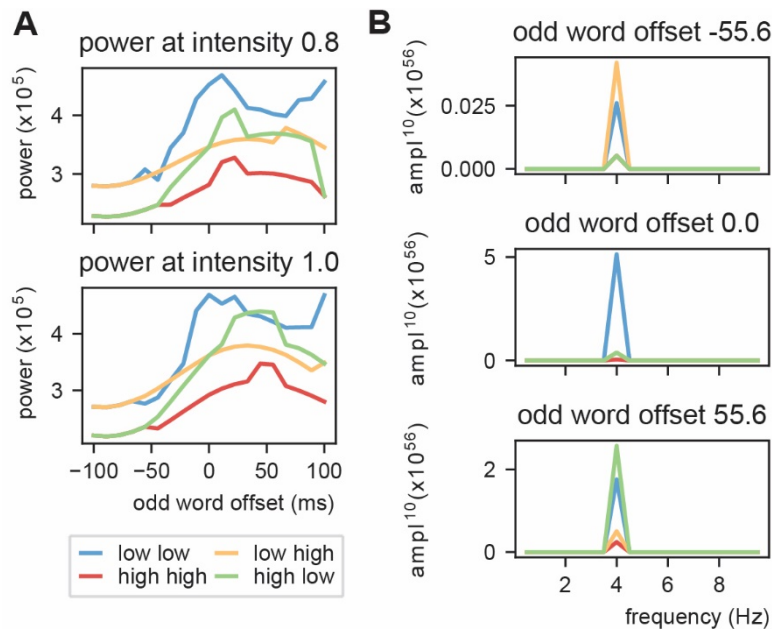 A
power at intensity 0.8
power (x10⁵)
4
3
power at intensity 1.0
power (x10⁵)
4
3
−100 −50 0 50 100
odd word offset (ms)
low low low high
high high high low
B
odd word offset -55.6
ampl¹⁰(x10⁵⁶)
0.025
0.000
odd word offset 0.0
ampl¹⁰(x10⁵⁶)
5
0
odd word offset 55.6
ampl¹⁰(x10⁵⁶)
2
0
2 4 6 8
frequency (Hz)